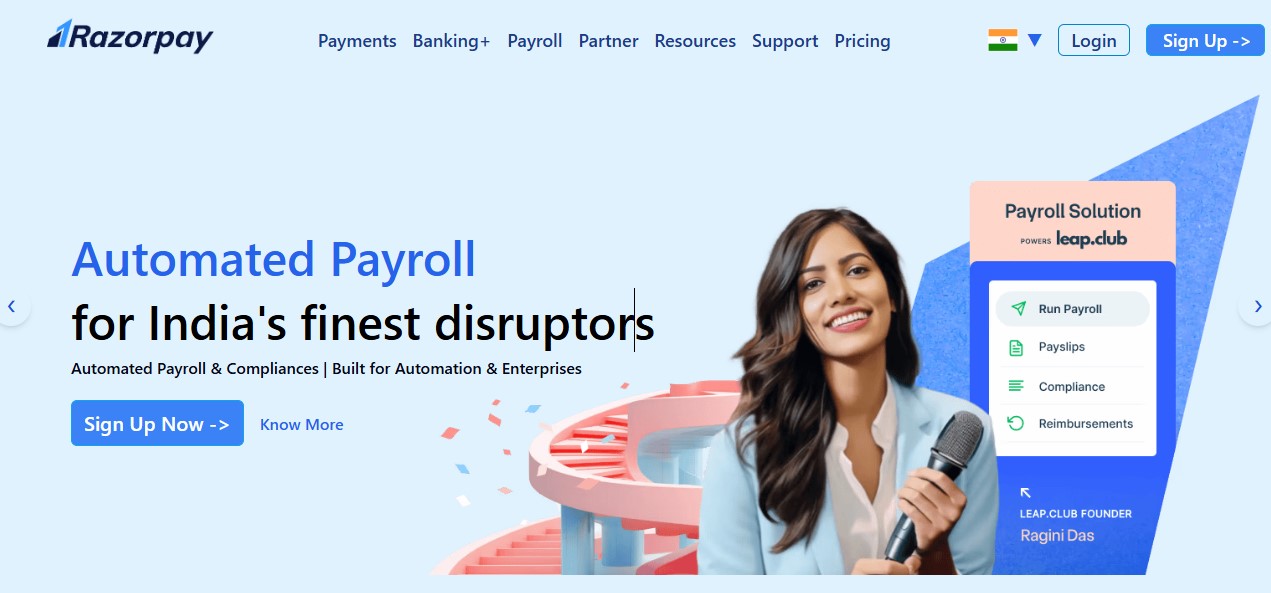 Razorpay
Payments Banking+ Payroll Partner Resources Support Pricing
Login
Sign Up ->
Payroll Solution
POWERS leap.club
Automated Payroll
for India's finest disruptors
Automated Payroll & Compliances | Built for Automation & Enterprises
Sign Up Now ->
Know More
Run Payroll
Payslips
Compliance
Reimbursements
LEAP.CLUB FOUNDER
Ragini Das